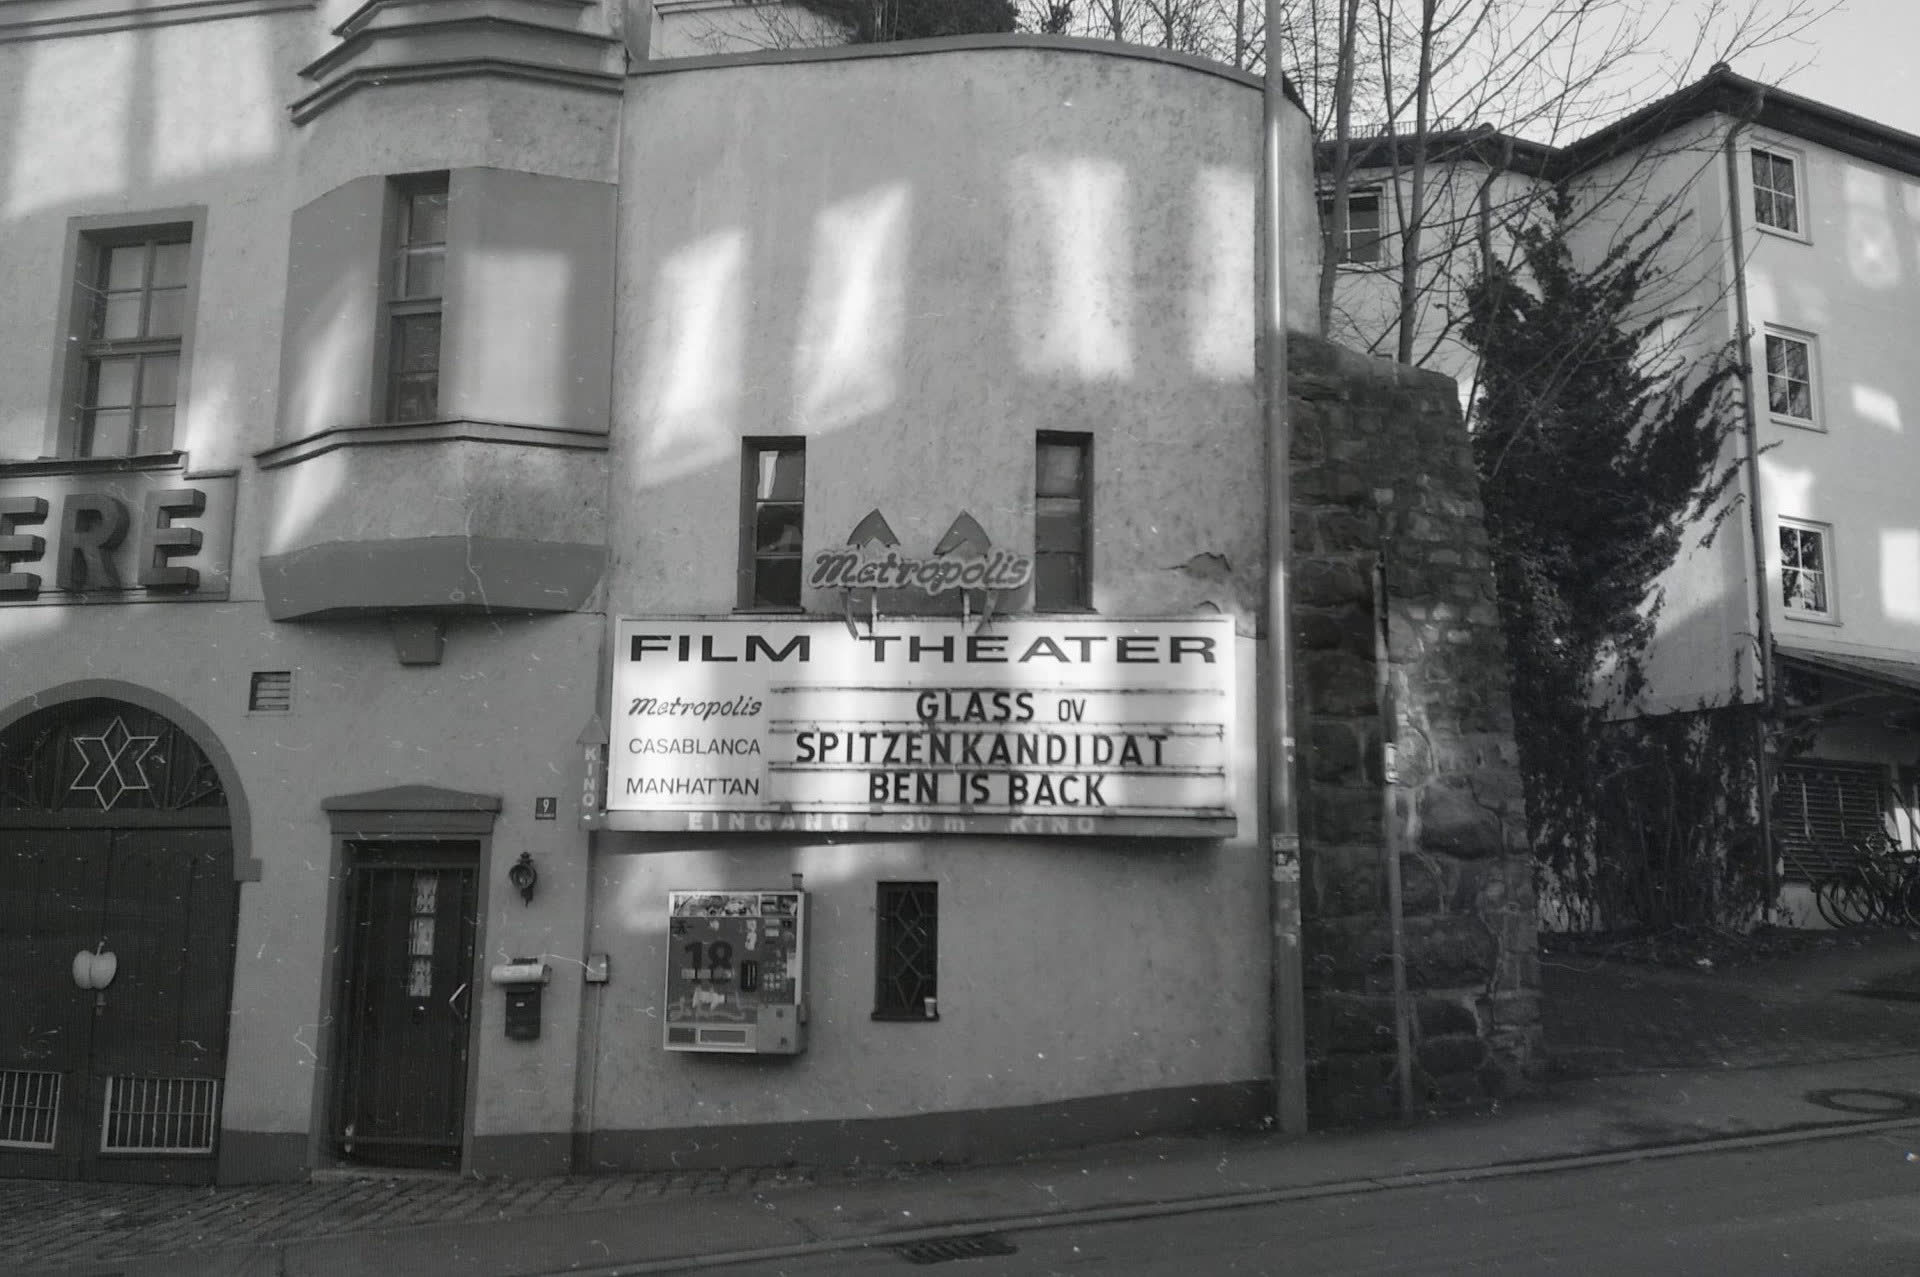 ERE
Metropolis
FILM THEATER
Metropolis GLASS OV
CASABLANCA SPITZENKANDIDAT
MANHATTAN BEN IS BACK
EINGANG 30 m KINO
KINO
9
18